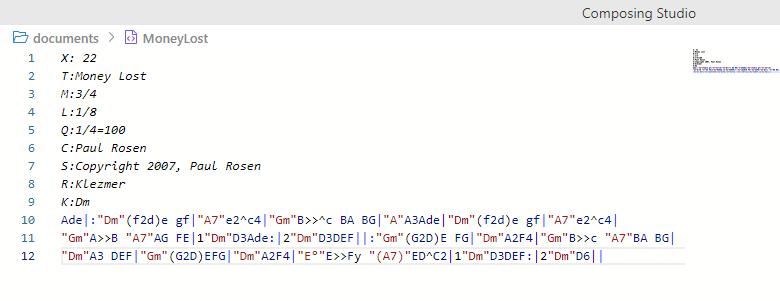 Composing Studio
documents > MoneyLost
1 X: 22
2 T:Money Lost
3 M:3/4
4 L:1/8
5 Q:1/4=100
6 C:Paul Rosen
7 S:Copyright 2007, Paul Rosen
8 R:Klezmer
9 K:Dm
10 Ade|:"Dm"(f2d)e gf|"A7"e2^c4|"Gm"B>>^c BA BG|"A"A3Ade|"Dm"(f2d)e gf|"A7"e2^c4|
11 "Gm"A>>B "A7"AG FE|1"Dm"D3Ade:|2"Dm"D3DEF||:"Gm"(G2D)E FG|"Dm"A2F4|"Gm"B>>c "A7"BA BG|
12 "Dm"A3 DEF|"Gm"(G2D)EFG|"Dm"A2F4|"E°"E>>Fy "(A7)"ED^C2|1"Dm"D3DEF:|2"Dm"D6||